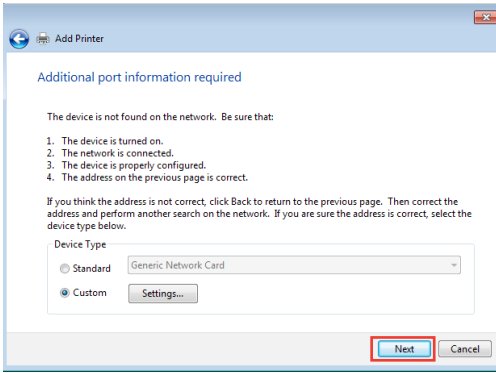 Add Printer
Additional port information required
The device is not found on the network. Be sure that:
1. The device is turned on.
2. The network is connected.
3. The device is properly configured.
4. The address on the previous page is correct.
If you think the address is not correct, click Back to return to the previous page. Then correct the
address and perform another search on the network. If you are sure the address is correct, select the
device type below.
Device Type
Standard Generic Network Card
Custom Settings...
Next Cancel